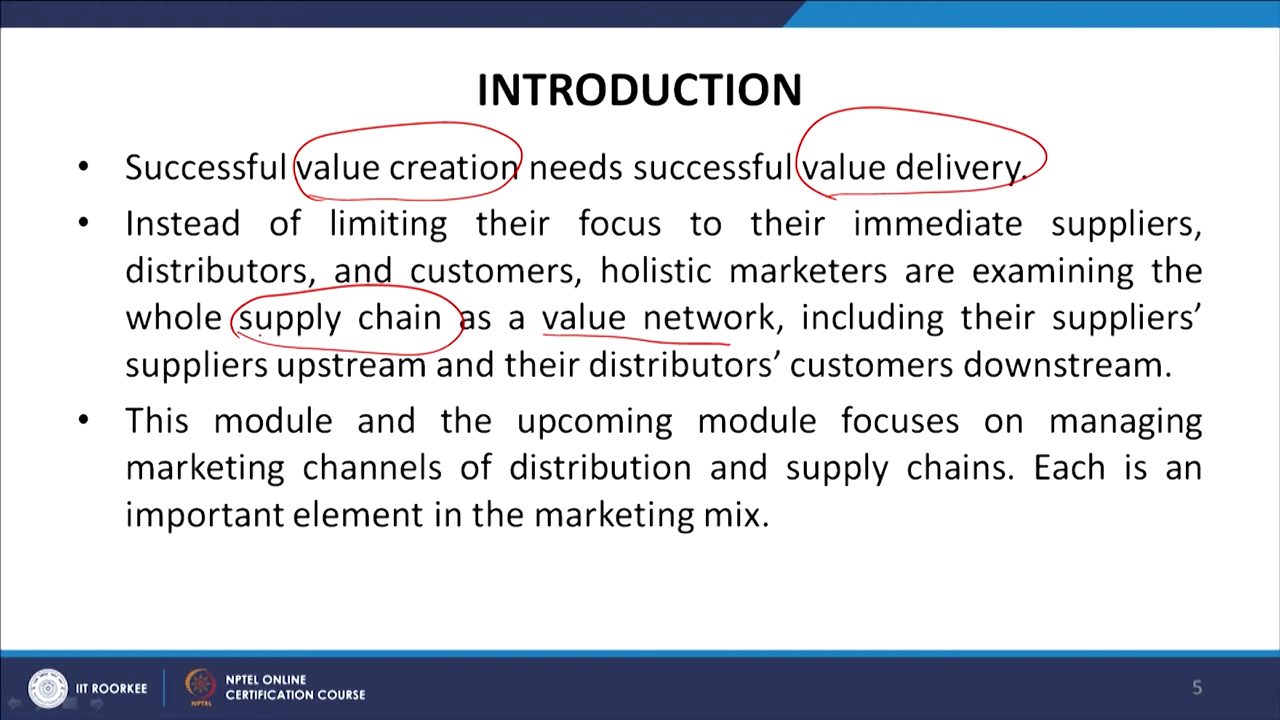 INTRODUCTION
• Successful value creation needs successful value delivery.
• Instead of limiting their focus to their immediate suppliers,
distributors, and customers, holistic marketers are examining the
whole supply chain as a value network, including their suppliers’
suppliers upstream and their distributors’ customers downstream.
• This module and the upcoming module focuses on managing
marketing channels of distribution and supply chains. Each is an
important element in the marketing mix.
IIT ROORKEE
NPTEL
NPTEL ONLINE
CERTIFICATION COURSE
5